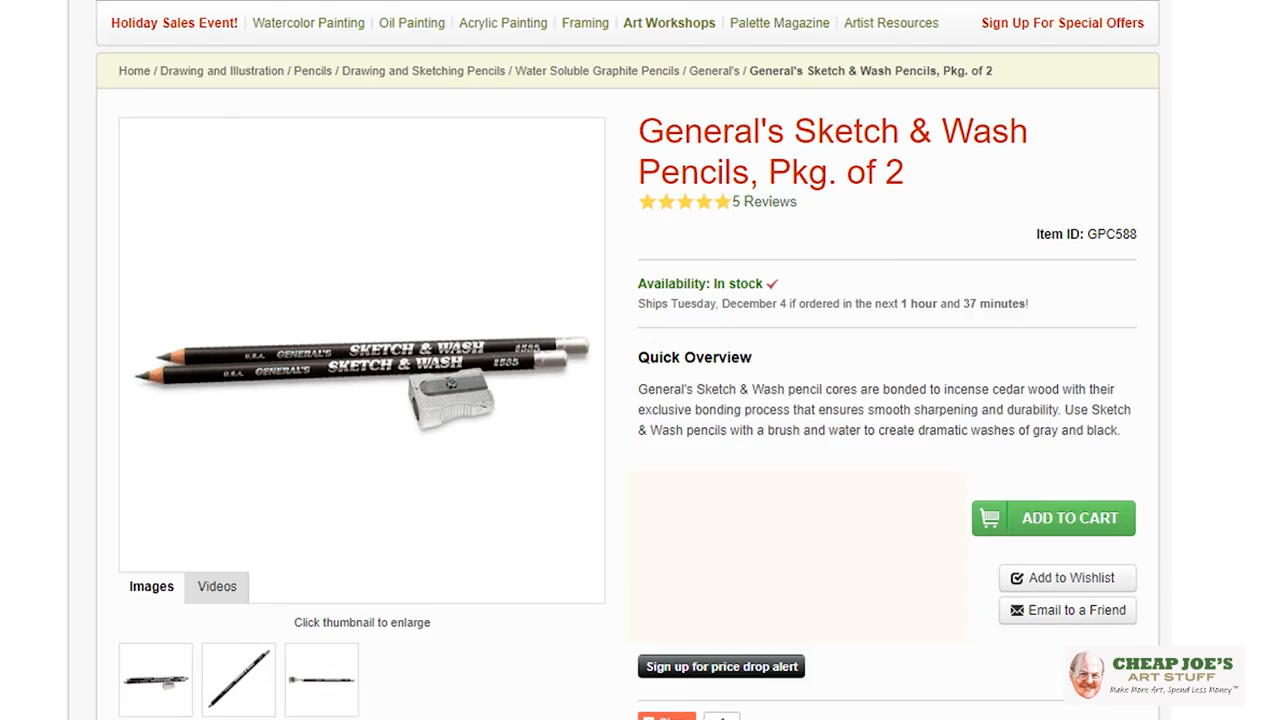 Holiday Sales Event! Watercolor Painting Oil Painting Acrylic Painting Framing Art Workshops Palette Magazine Artist Resources Sign Up For Special Offers
Home / Drawing and Illustration / Pencils / Drawing and Sketching Pencils / Water Soluble Graphite Pencils / General's / General's Sketch & Wash Pencils, Pkg. of 2
General's Sketch & Wash
Pencils, Pkg. of 2
5 Reviews
Item ID: GPC588
Availability: In stock
Ships Tuesday, December 4 if ordered in the next 1 hour and 37 minutes!
Quick Overview
General's Sketch & Wash pencil cores are bonded to incense cedar wood with their
exclusive bonding process that ensures smooth sharpening and durability. Use Sketch
& Wash pencils with a brush and water to create dramatic washes of gray and black.
U.S.A. GENERAL'S SKETCH & WASH #588
U.S.A. GENERAL'S SKETCH & WASH #588
ADD TO CART
Add to Wishlist
Email to a Friend
Images Videos
Click thumbnail to enlarge
Sign up for price drop alert
CHEAP JOE'S
ART STUFF
Make More Art, Spend Less Money™